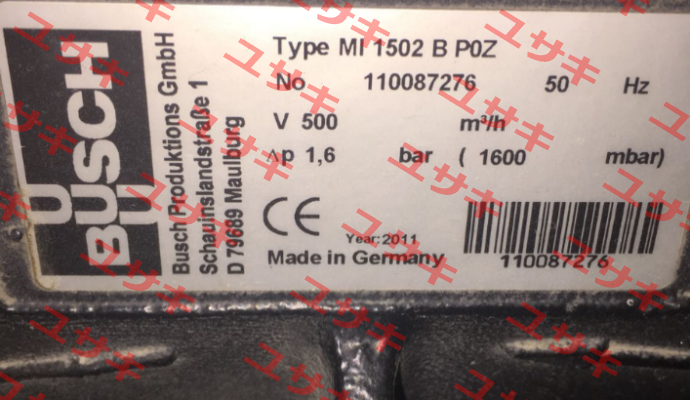 BUSCH
Busch Produktions GmbH
Schauinslandstraße 1
D 79689 Maulburg
Type MI 1502 B P0Z
No 110087276 50 Hz
V 500 m³/h
Δp 1,6 bar ( 1600 mbar)
CE
Year:2011
Made in Germany
110087276
ユサキ